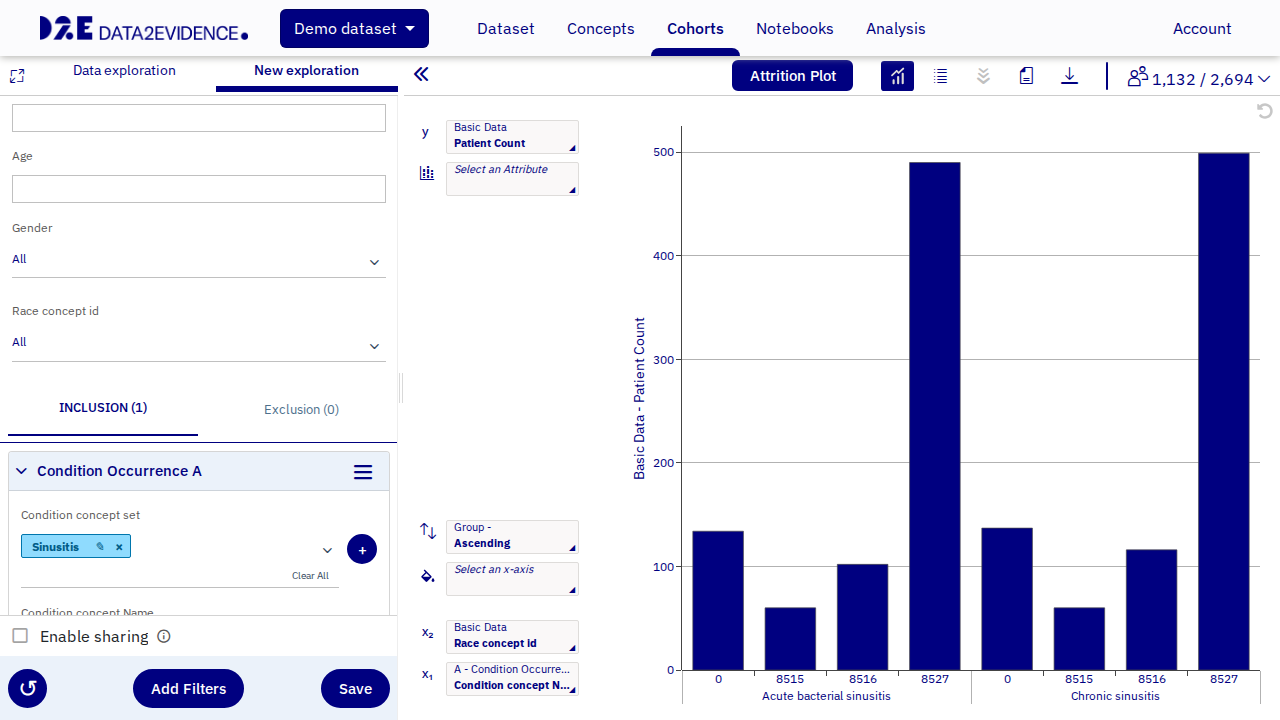 DATA2EVIDENCE
Demo dataset
Dataset
Concepts
Cohorts
Notebooks
Analysis
Account
Data exploration
New exploration
Attrition Plot
1,132 / 2,694
Age
Gender
All
Race concept id
All
INCLUSION (1)
Exclusion (0)
Condition Occurrence A
Condition concept set
Sinusitis
+
Clear All
Condition concept Name
Enable sharing
Add Filters
Save
y
Basic Data
Patient Count
Select an Attribute
Group -
Ascending
Select an x-axis
x₂
Basic Data
Race concept id
x₁
A - Condition Occurre...
Condition concept N...
Basic Data - Patient Count
500
400
300
200
100
0
0 8515 8516 8527 0 8515 8516 8527
Acute bacterial sinusitis Chronic sinusitis